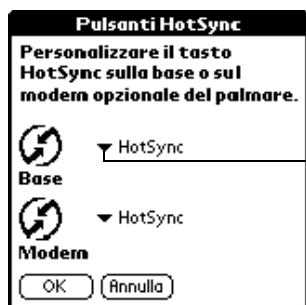 Pulsanti HotSync
Personalizzare il tasto
HotSync sulla base o sul
modem opzionale del palmare.
HotSync
Base
HotSync
Modem
OK Annulla